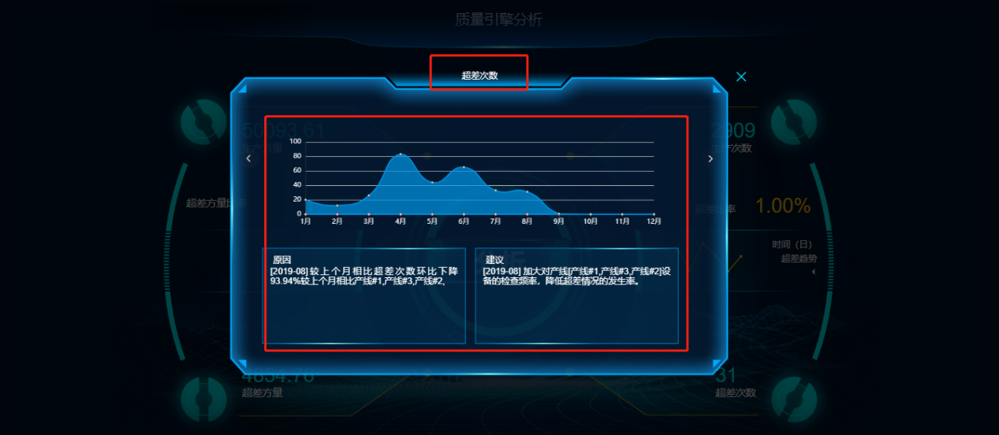 质量引擎分析
超差次数
50093.61
生产方量
2909
生产次数
100
80
60
40
20
0
1月 2月 3月 4月 5月 6月 7月 8月 9月 10月 11月 12月
超差方量比率
1.00%
时间（日）
超差趋势
原因
[2019-08]较上个月相比超差次数环比下降
93.94%较上个月相比产线#1,产线#3,产线#2,
建议
[2019-08] 加大对产线[产线#1,产线#3,产线#2]设
备的检查频率，降低超差情况的发生率。
分析
4854.76
超差方量
31
超差次数